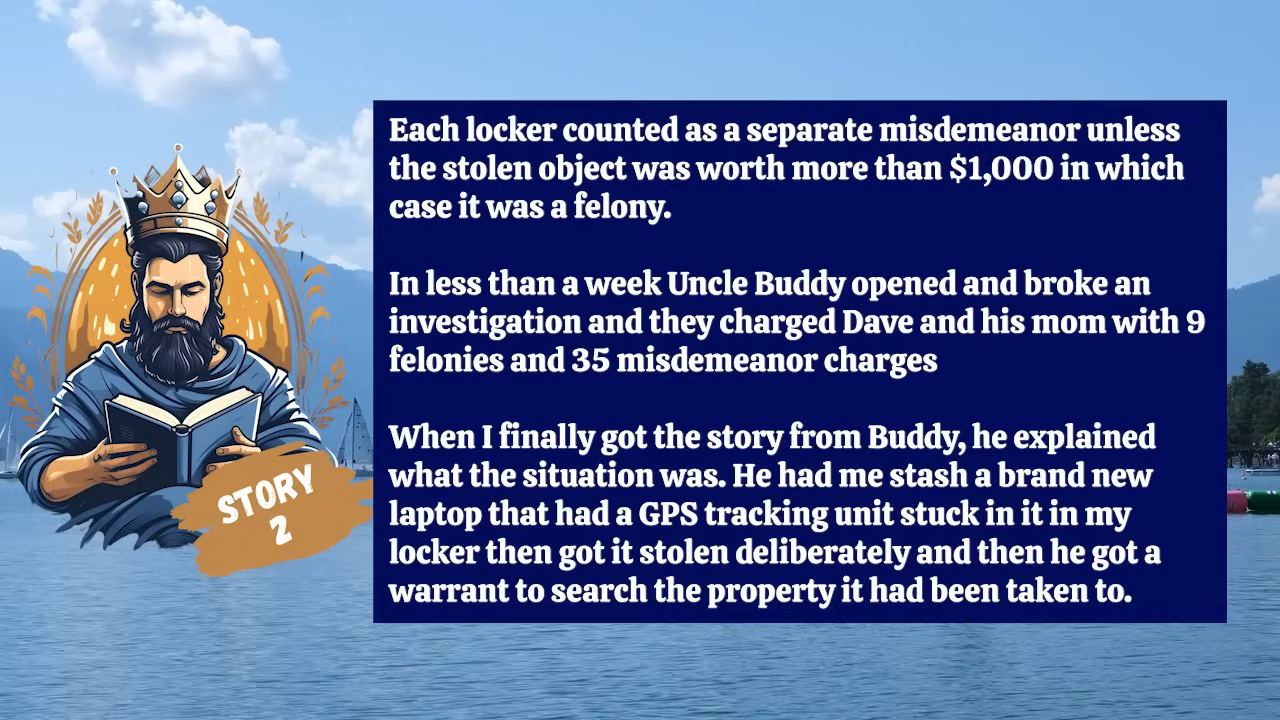 Each locker counted as a separate misdemeanor unless
the stolen object was worth more than $1,000 in which
case it was a felony.
In less than a week Uncle Buddy opened and broke an
investigation and they charged Dave and his mom with 9
felonies and 35 misdemeanor charges
When I finally got the story from Buddy, he explained
what the situation was. He had me stash a brand new
laptop that had a GPS tracking unit stuck in it in my
locker then got it stolen deliberately and then he got a
warrant to search the property it had been taken to.
STORY
2